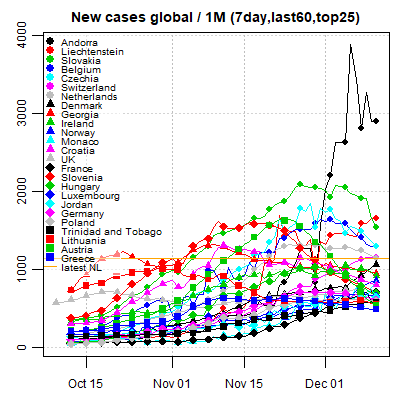 New cases global / 1M (7day,last60,top25)
4000
3000
2000
1000
0
Andorra
Liechtenstein
Slovakia
Belgium
Czechia
Switzerland
Netherlands
Denmark
Georgia
Ireland
Norway
Monaco
Croatia
UK
France
Slovenia
Hungary
Luxembourg
Jordan
Germany
Poland
Trinidad and Tobago
Lithuania
Austria
Greece
latest NL
Oct 15
Nov 01
Nov 15
Dec 01